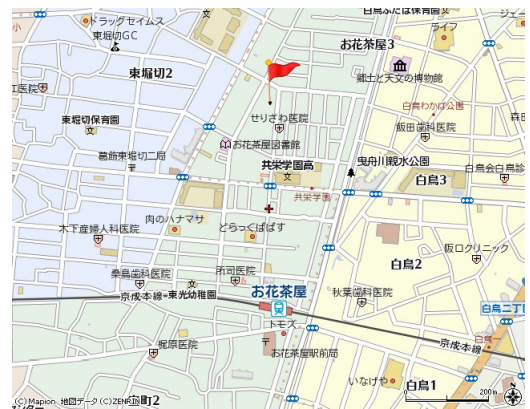 ドラッグセイムス
東堀切GC
東堀切2
お花茶屋3
ライフ
郷土と天文の博物館
白鳥わかば公園
せりざわ医院
東堀切保育園
飯田歯科医院
お花茶屋図書館
葛飾東堀切二局
共栄学園高
曳舟川親水公園
白鳥会白鳥診
白鳥3
共栄学園
肉のハナマサ
どらっぐぱぱす
木下産婦人科医院
阪口クリニック
白鳥2
桑島歯科医院
所司医院
お花茶屋
秋葉歯科医院
京成本線
東光幼稚園
白鳥二丁目
トモズ
梶原医院
お花茶屋駅前局
京成本線
白鳥一
いなげや
白鳥1
200m
(C)Mapion 地図データ(C)ZENRIN
町2